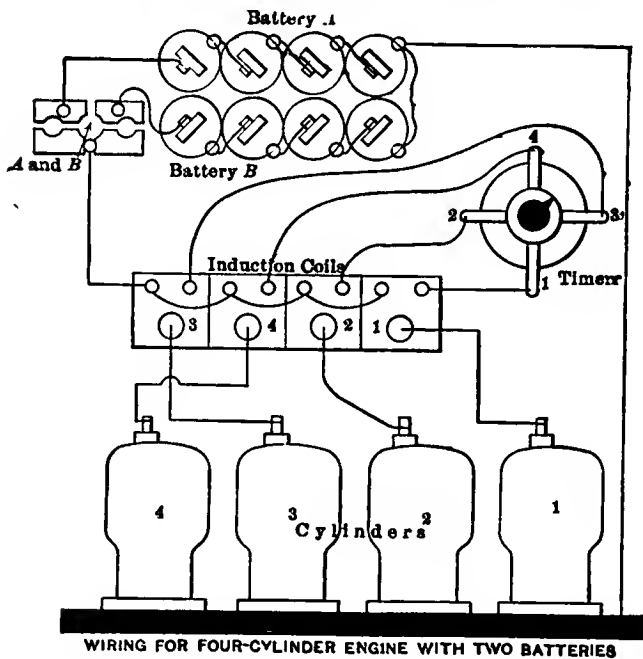 Battery A
A and B
Battery B
4
2
3
Induction Coils
1
Timer
3
4
2
1
4
3
2
1
Cylinders
WIRING FOR FOUR-CYLINDER ENGINE WITH TWO BATTERIES